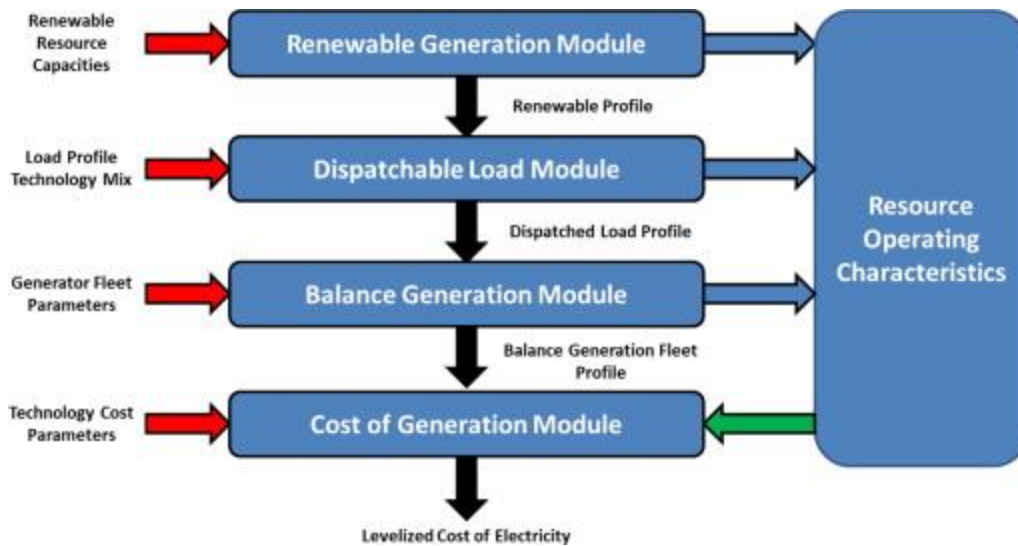 Renewable
Resource
Capacities
Renewable Generation Module
Renewable Profile
Load Profile
Technology Mix
Dispatchable Load Module
Dispatched Load Profile
Resource
Operating
Characteristics
Generator Fleet
Parameters
Balance Generation Module
Balance Generation Fleet
Profile
Technology Cost
Parameters
Cost of Generation Module
Levelized Cost of Electricity